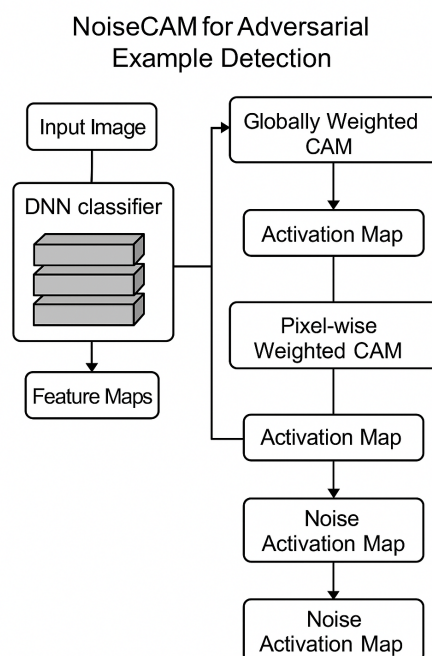 NoiseCAM for Adversarial
Example Detection
Input Image
DNN classifier
Feature Maps
Globally Weighted
CAM
Activation Map
Pixel-wise
Weighted CAM
Activation Map
Noise
Activation Map
Noise
Activation Map